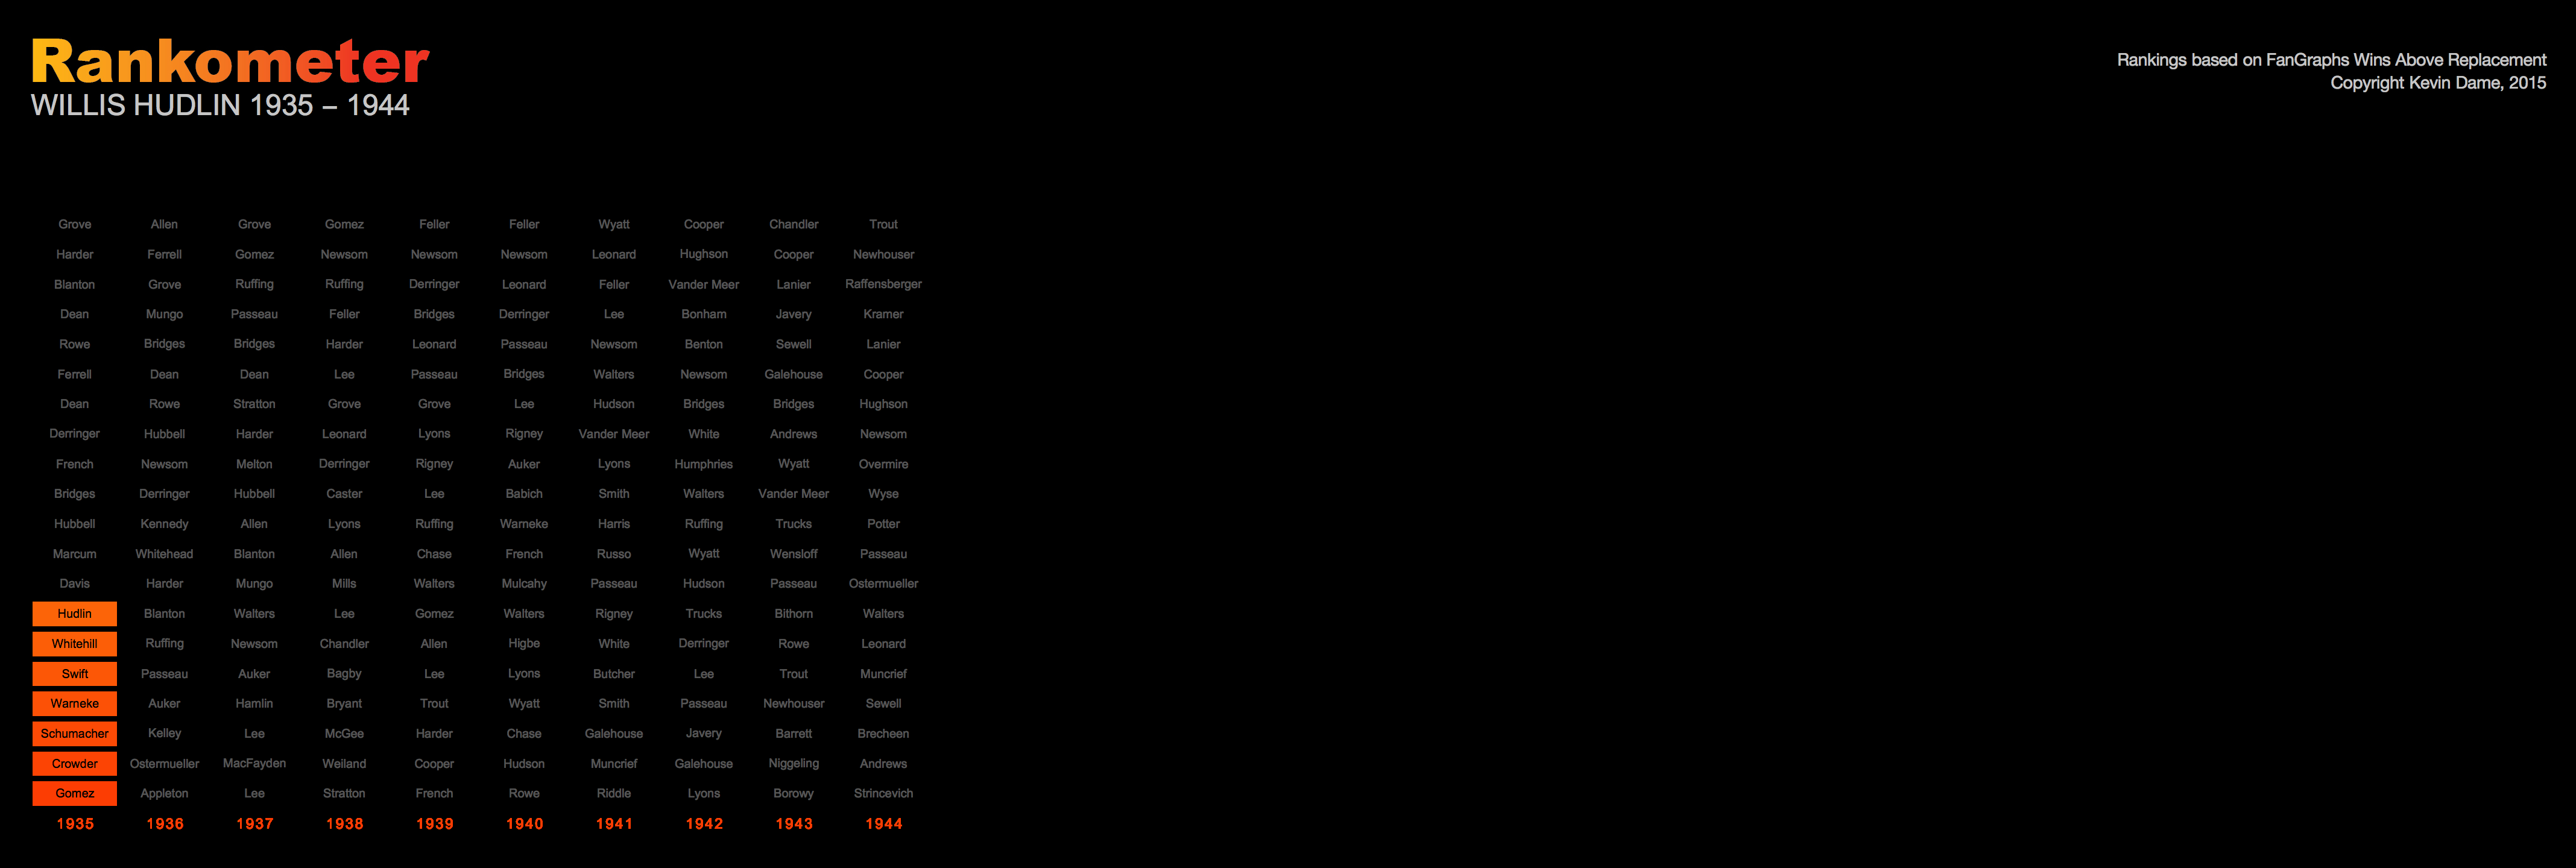 Rankometer
WILLIS HUDLIN 1935 – 1944
Rankings based on FanGraphs Wins Above Replacement
Copyright Kevin Dame, 2015
Grove Allen Grove Gomez Feller Feller Wyatt Cooper Chandler Trout
Harder Ferrell Gomez Newsom Newsom Newsom Leonard Hughson Cooper Newhouser
Blanton Grove Ruffing Ruffing Derringer Leonard Feller Vander Meer Lanier Raffensberger
Dean Mungo Passeau Feller Bridges Derringer Lee Bonham Javery Kramer
Rowe Bridges Bridges Harder Leonard Passeau Newsom Benton Sewell Lanier
Ferrell Dean Dean Lee Passeau Bridges Walters Newsom Galehouse Cooper
Dean Rowe Stratton Grove Grove Lee Hudson Bridges Bridges Hughson
Derringer Hubbell Harder Leonard Lyons Rigney Vander Meer White Andrews Newsom
French Newsom Melton Derringer Rigney Auker Lyons Humphries Wyatt Overmire
Bridges Derringer Hubbell Caster Lee Babich Smith Walters Vander Meer Wyse
Hubbell Kennedy Allen Lyons Ruffing Warneke Harris Ruffing Trucks Potter
Marcum Whitehead Blanton Allen Chase French Russo Wyatt Wensloff Passeau
Davis Harder Mungo Mills Walters Mulcahy Passeau Hudson Passeau Ostermueller
Hudlin Blanton Walters Lee Gomez Walters Rigney Trucks Bithorn Walters
Whitehill Ruffing Newsom Chandler Allen Higbe White Derringer Rowe Leonard
Swift Passeau Auker Bagby Lee Lyons Butcher Lee Trout Muncrief
Warneke Auker Hamlin Bryant Trout Wyatt Smith Passeau Newhouser Sewell
Schumacher Kelley Lee McGee Harder Chase Galehouse Javery Barrett Brecheen
Crowder Ostermueller MacFayden Weiland Cooper Hudson Muncrief Galehouse Niggeling Andrews
Gomez Appleton Lee Stratton French Rowe Riddle Lyons Borowy Strincevich
1935 1936 1937 1938 1939 1940 1941 1942 1943 1944